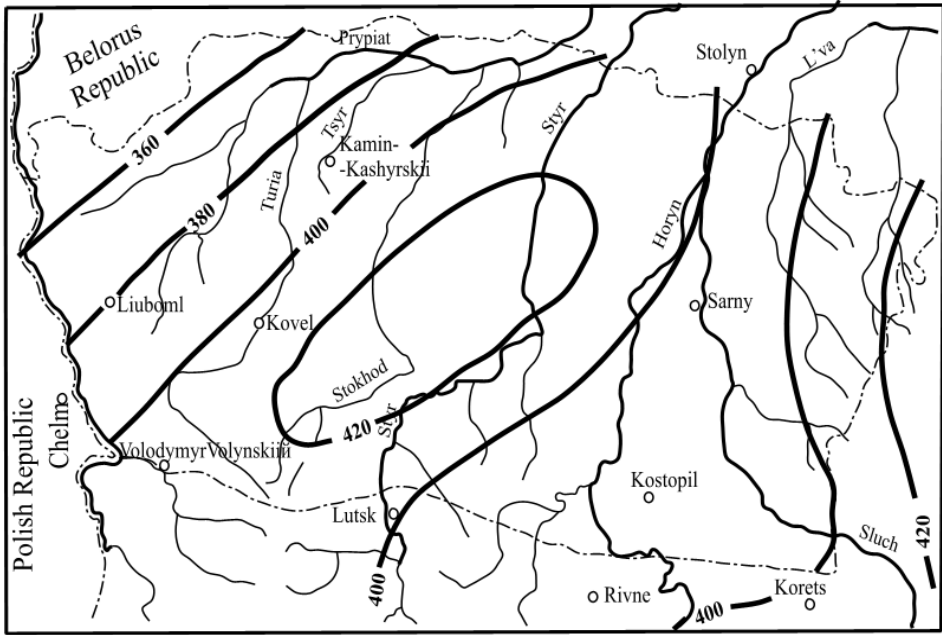 Belorus
Republic
Prypiat
Stolyn
L'va
360
Tsyr
Styr
Kamin-
-Kashyrskii
Turia
380
400
Horyn
Liuboml
Kovel
Sarny
Stokhod
Chelm
Polish Republic
420
Styr
VolodymyrVolynskiiй
Kostopil
Lutsk
Sluch
420
400
Rivne
Korets
400